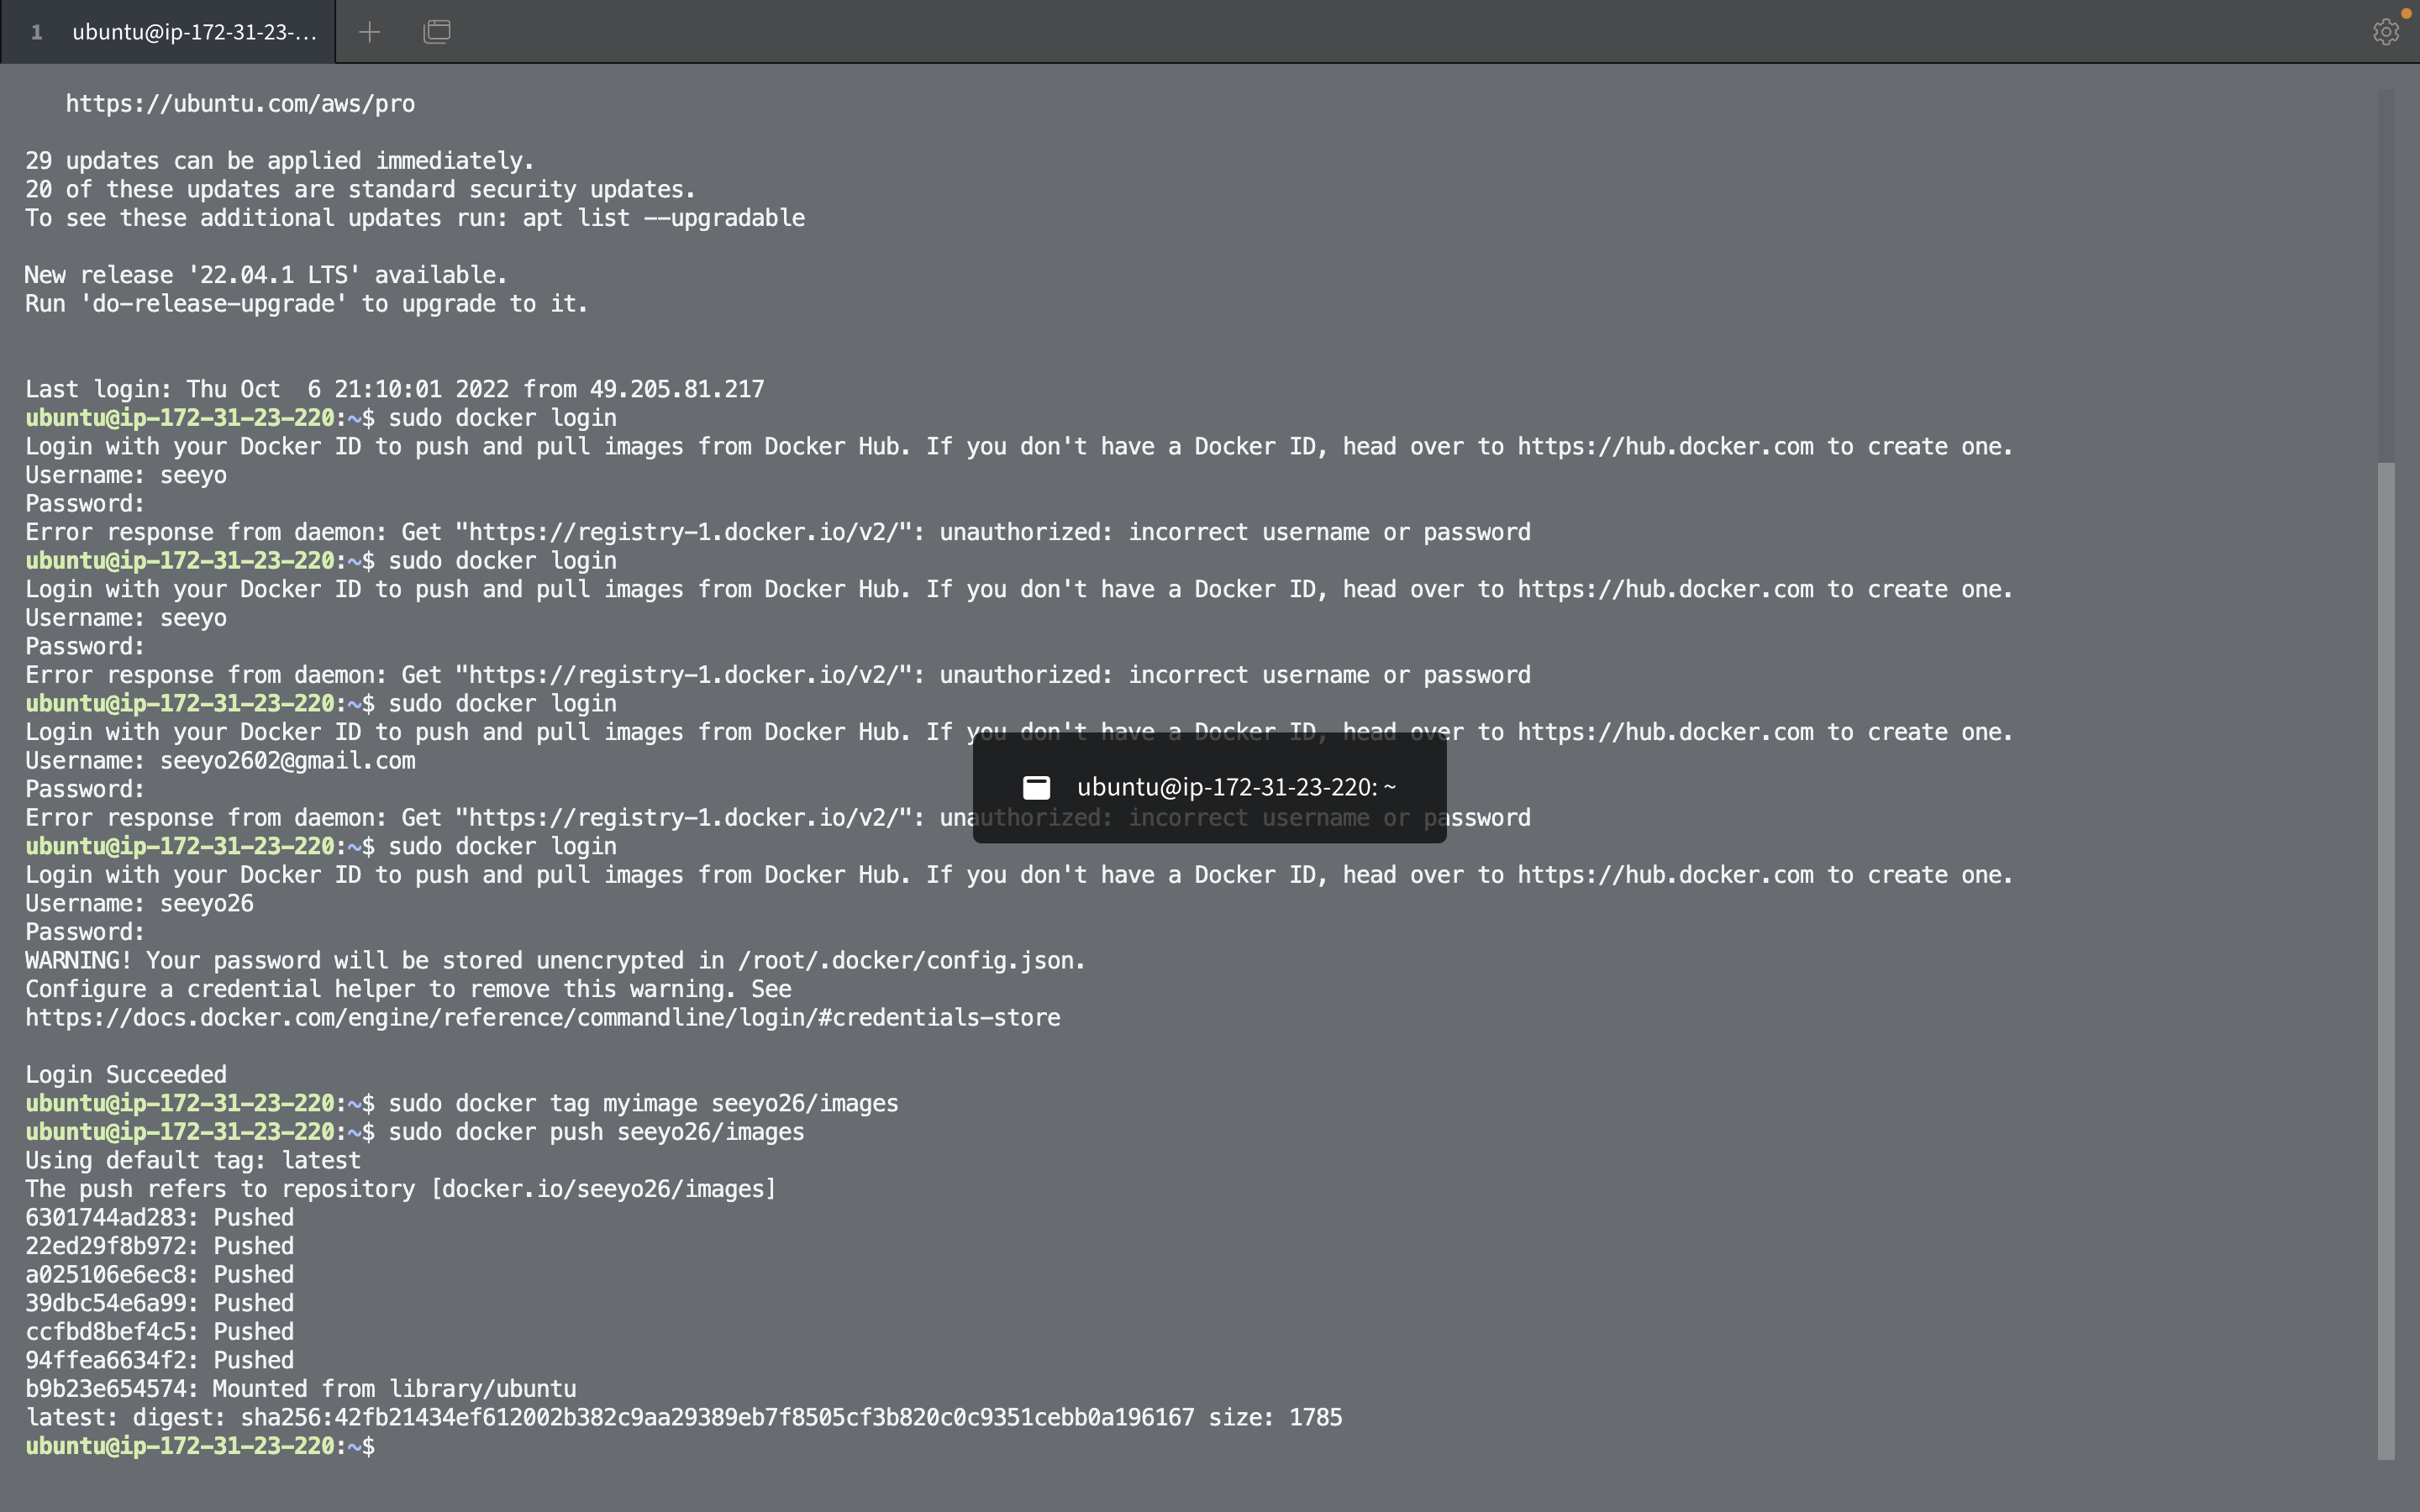 1 ubuntu@ip-172-31-23-...
https://ubuntu.com/aws/pro
29 updates can be applied immediately.
20 of these updates are standard security updates.
To see these additional updates run: apt list --upgradable
New release '22.04.1 LTS' available.
Run 'do-release-upgrade' to upgrade to it.
Last login: Thu Oct  6 21:10:01 2022 from 49.205.81.217
ubuntu@ip-172-31-23-220:~$ sudo docker login
Login with your Docker ID to push and pull images from Docker Hub. If you don't have a Docker ID, head over to https://hub.docker.com to create one.
Username: seeyo
Password:
Error response from daemon: Get "https://registry-1.docker.io/v2/": unauthorized: incorrect username or password
ubuntu@ip-172-31-23-220:~$ sudo docker login
Login with your Docker ID to push and pull images from Docker Hub. If you don't have a Docker ID, head over to https://hub.docker.com to create one.
Username: seeyo
Password:
Error response from daemon: Get "https://registry-1.docker.io/v2/": unauthorized: incorrect username or password
ubuntu@ip-172-31-23-220:~$ sudo docker login
Login with your Docker ID to push and pull images from Docker Hub. If you don't have a Docker ID, head over to https://hub.docker.com to create one.
Username: seeyo2602@gmail.com
Password:
ubuntu@ip-172-31-23-220: ~
Error response from daemon: Get "https://registry-1.docker.io/v2/": unauthorized: incorrect username or password
ubuntu@ip-172-31-23-220:~$ sudo docker login
Login with your Docker ID to push and pull images from Docker Hub. If you don't have a Docker ID, head over to https://hub.docker.com to create one.
Username: seeyo26
Password:
WARNING! Your password will be stored unencrypted in /root/.docker/config.json.
Configure a credential helper to remove this warning. See
https://docs.docker.com/engine/reference/commandline/login/#credentials-store
Login Succeeded
ubuntu@ip-172-31-23-220:~$ sudo docker tag myimage seeyo26/images
ubuntu@ip-172-31-23-220:~$ sudo docker push seeyo26/images
Using default tag: latest
The push refers to repository [docker.io/seeyo26/images]
6301744ad283: Pushed
22ed29f8b972: Pushed
a025106e6ec8: Pushed
39dbc54e6a99: Pushed
ccfbd8bef4c5: Pushed
94ffea6634f2: Pushed
b9b23e654574: Mounted from library/ubuntu
latest: digest: sha256:42fb21434ef612002b382c9aa29389eb7f8505cf3b820c0c9351cebb0a196167 size: 1785
ubuntu@ip-172-31-23-220:~$